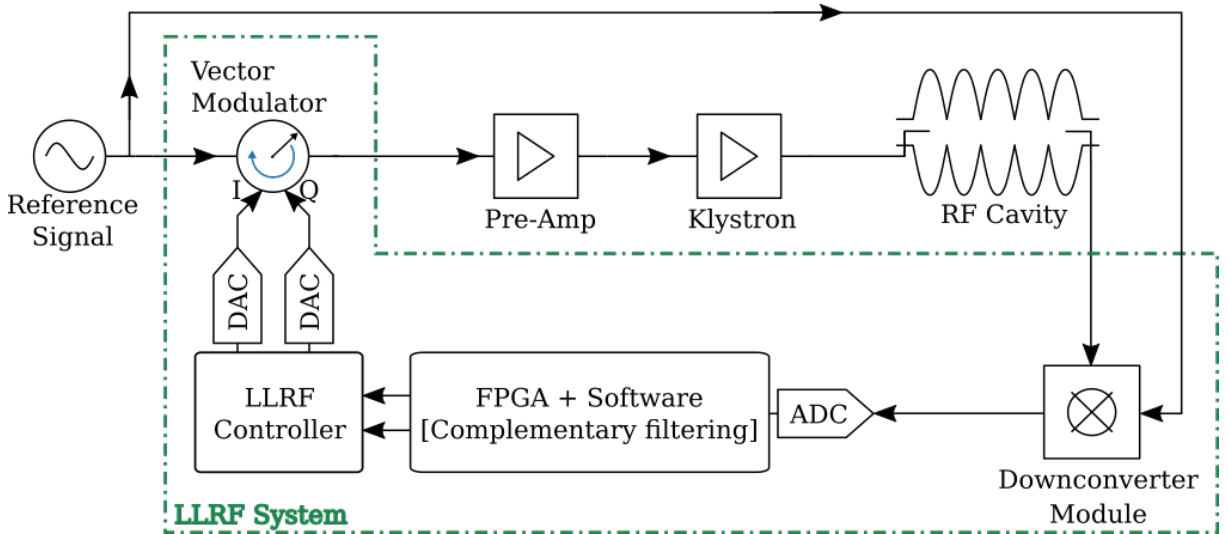 Vector
Modulator
I
Q
Reference
Signal
Pre-Amp
Klystron
RF Cavity
DAC
DAC
LLRF
Controller
FPGA + Software
[Complementary filtering]
ADC
Downconverter
Module
LLRF System